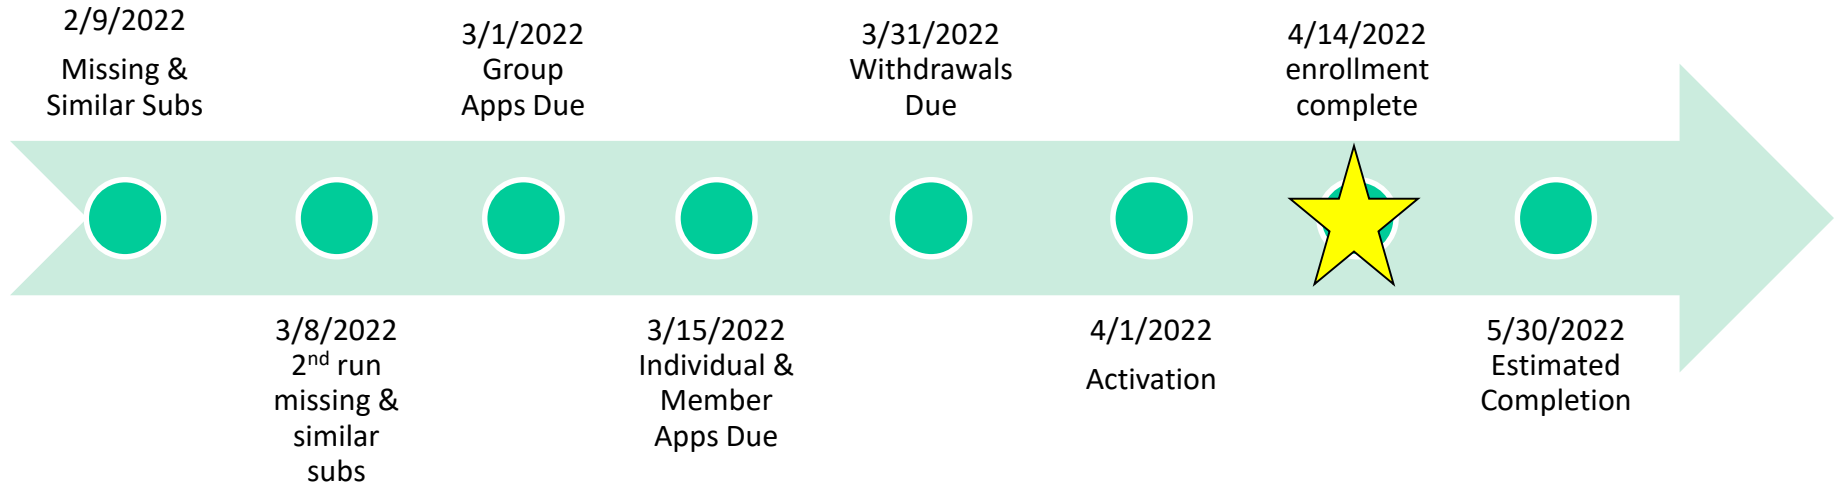 2/9/2022
Missing &
Similar Subs
3/8/2022
2nd run
missing &
similar
subs
3/1/2022
Group
Apps Due
3/15/2022
Individual &
Member
Apps Due
3/31/2022
Withdrawals
Due
4/1/2022
Activation
4/14/2022
enrollment
complete
5/30/2022
Estimated
Completion